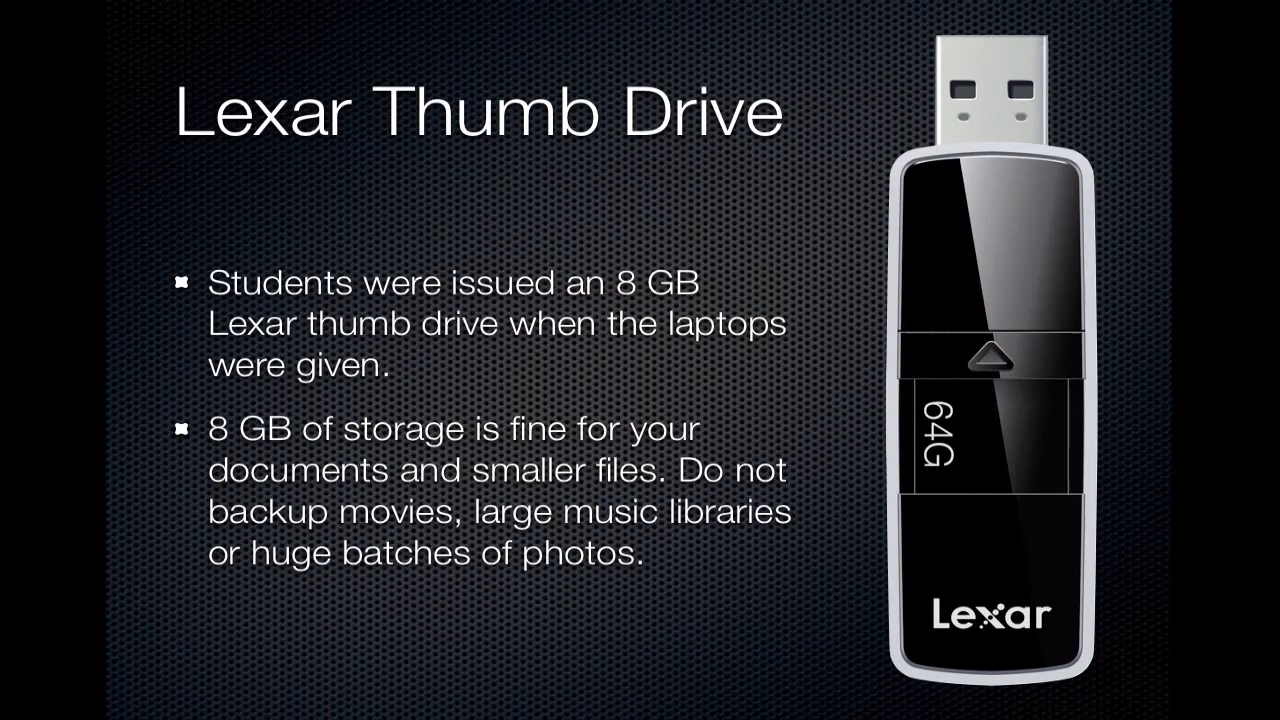 Lexar Thumb Drive
Students were issued an 8 GB
Lexar thumb drive when the laptops
were given.
8 GB of storage is fine for your
documents and smaller files. Do not
backup movies, large music libraries
or huge batches of photos.
64G
Lexar